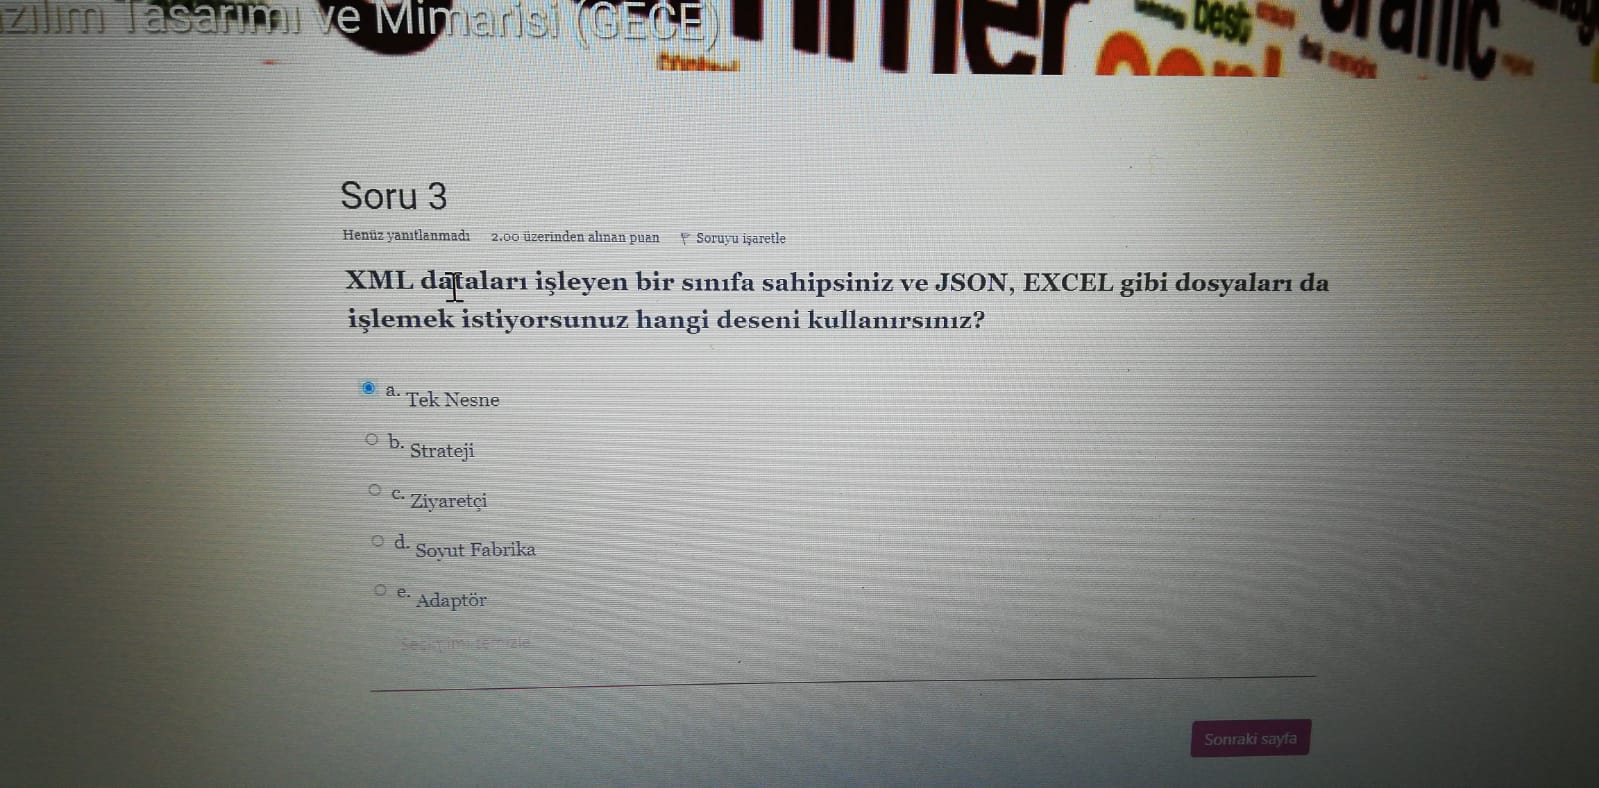 zılım Tasarımı ve Mimarisi (GECE)
best
Soru 3
Henüz yanıtlanmadı 2,00 üzerinden alınan puan Soruyu işaretle
XML dataları işleyen bir sınıfa sahipsiniz ve JSON, EXCEL gibi dosyaları da
işlemek istiyorsunuz hangi deseni kullanırsınız?
a. Tek Nesne
b. Strateji
c. Ziyaretçi
d. Soyut Fabrika
e. Adaptör
Seçimimi temizle
Sonraki sayfa